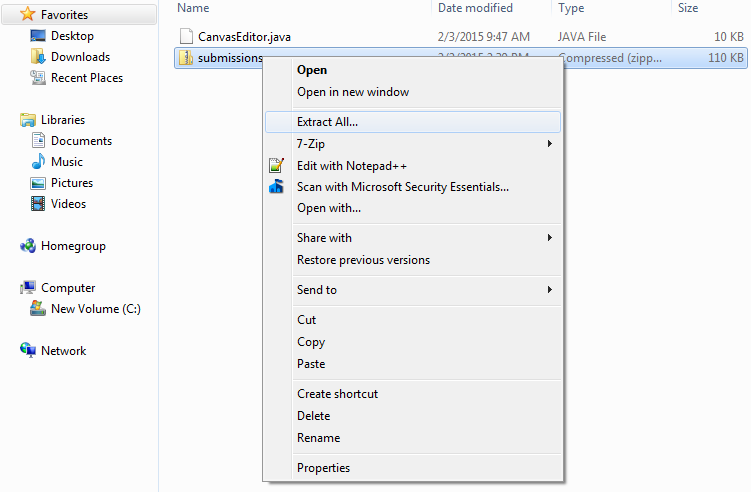 Favorites
Desktop
Downloads
Recent Places
Libraries
Documents
Music
Pictures
Videos
Homegroup
Computer
New Volume (C:)
Network
Name Date modified Type Size
CanvasEditor.java 2/3/2015 9:47 AM JAVA File 10 KB
submissions Compressed (zipp... 110 KB
Open
Open in new window
Extract All...
7-Zip
Edit with Notepad++
Scan with Microsoft Security Essentials...
Open with...
Share with
Restore previous versions
Send to
Cut
Copy
Paste
Create shortcut
Delete
Rename
Properties